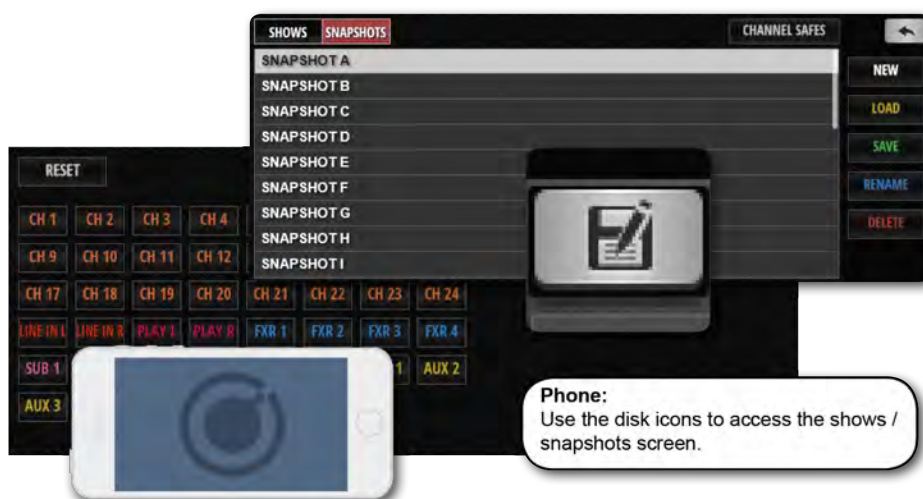 SHOWS SNAPSHOTS CHANNEL SAFES
SNAPSHOT A
SNAPSHOT B
SNAPSHOT C
SNAPSHOT D
SNAPSHOT E
SNAPSHOT F
SNAPSHOT G
SNAPSHOT H
SNAPSHOT I
NEW
LOAD
SAVE
RENAME
DELETE
RESET
CH 1 CH 2 CH 3 CH 4
CH 9 CH 10 CH 11 CH 12
CH 17 CH 18 CH 19 CH 20 CH 21 CH 22 CH 23 CH 24
LINE IN L LINE IN R PLAY L PLAY R FXR 1 FXR 2 FXR 3 FXR 4
SUB 1 1 AUX 2
AUX 3
Phone:
Use the disk icons to access the shows /
snapshots screen.